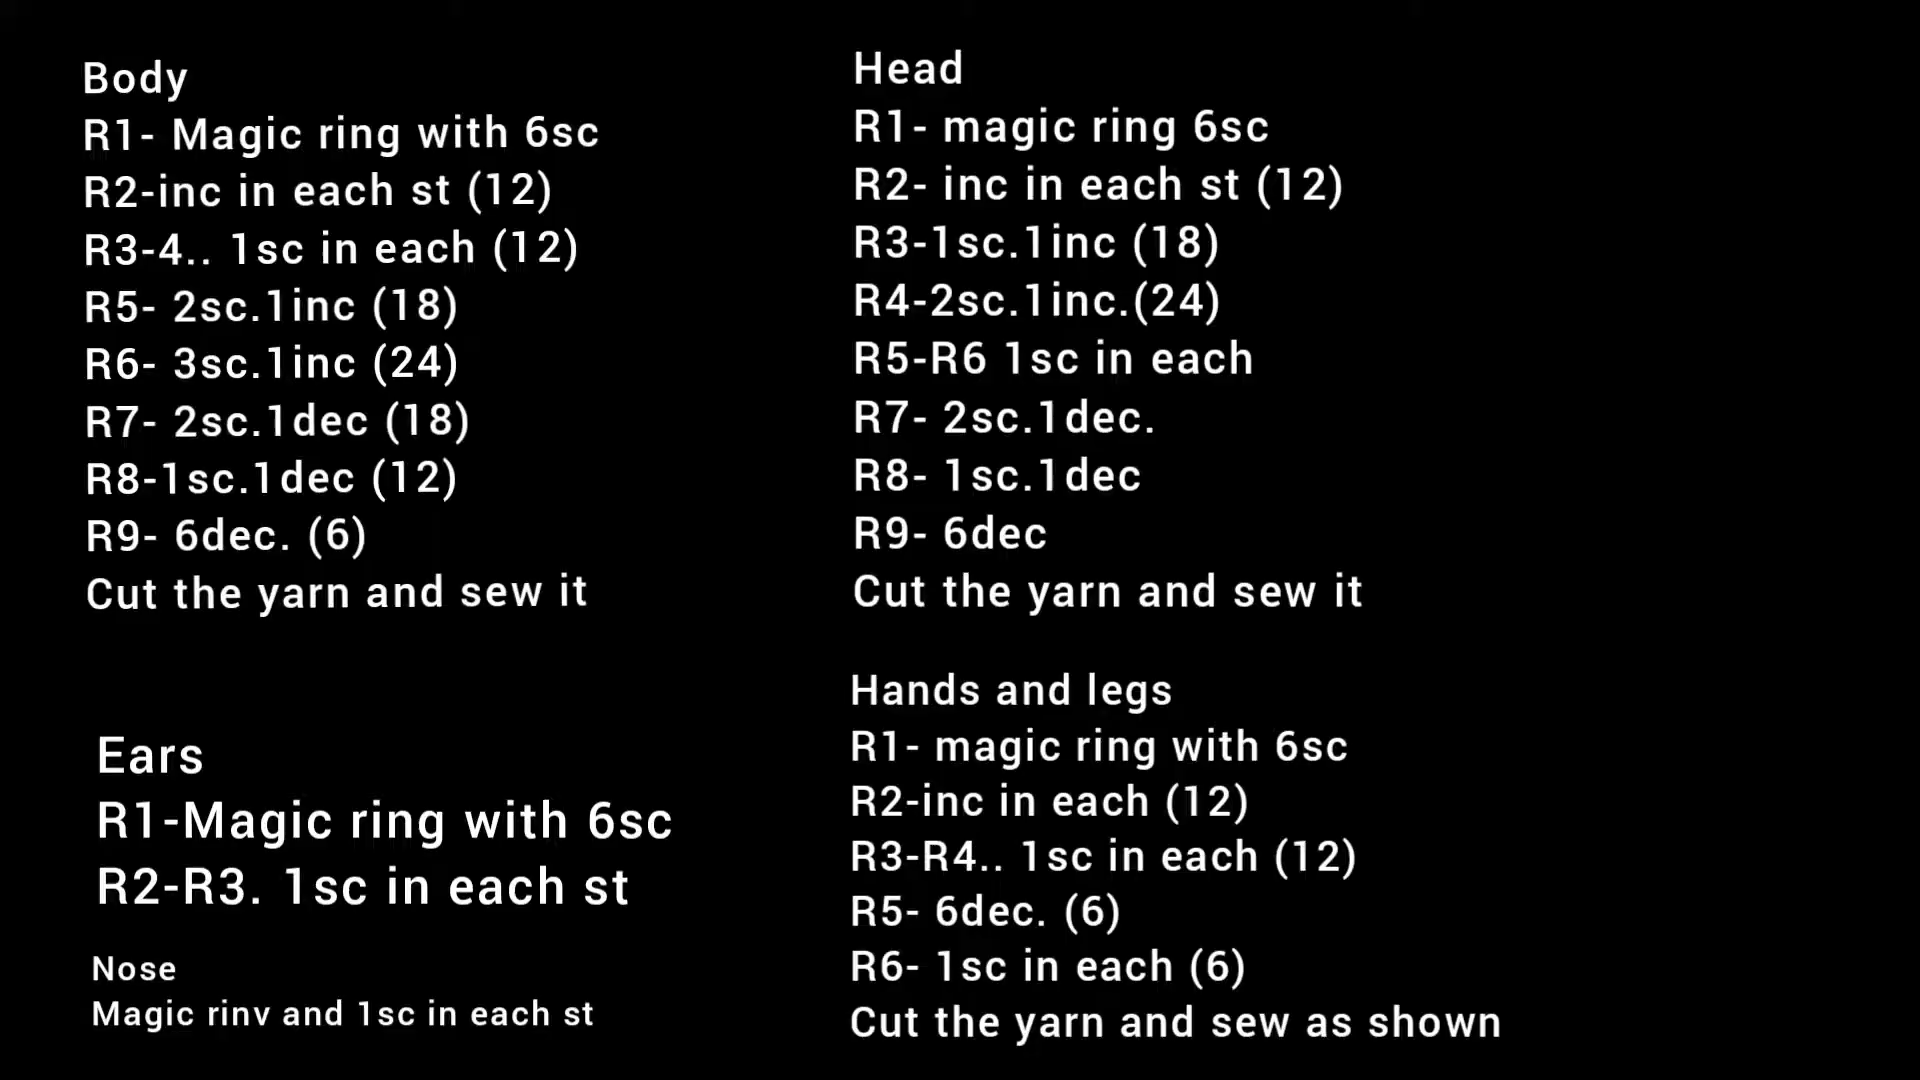 Body
R1- Magic ring with 6sc
R2-inc in each st (12)
R3-4.. 1sc in each (12)
R5- 2sc.1inc (18)
R6- 3sc.1inc (24)
R7- 2sc.1dec (18)
R8-1sc.1dec (12)
R9- 6dec. (6)
Cut the yarn and sew it
Head
R1- magic ring 6sc
R2- inc in each st (12)
R3-1sc.1inc (18)
R4-2sc.1inc.(24)
R5-R6 1sc in each
R7- 2sc.1dec.
R8- 1sc.1dec
R9- 6dec
Cut the yarn and sew it
Ears
R1-Magic ring with 6sc
R2-R3. 1sc in each st
Nose
Magic rinv and 1sc in each st
Hands and legs
R1- magic ring with 6sc
R2-inc in each (12)
R3-R4.. 1sc in each (12)
R5- 6dec. (6)
R6- 1sc in each (6)
Cut the yarn and sew as shown